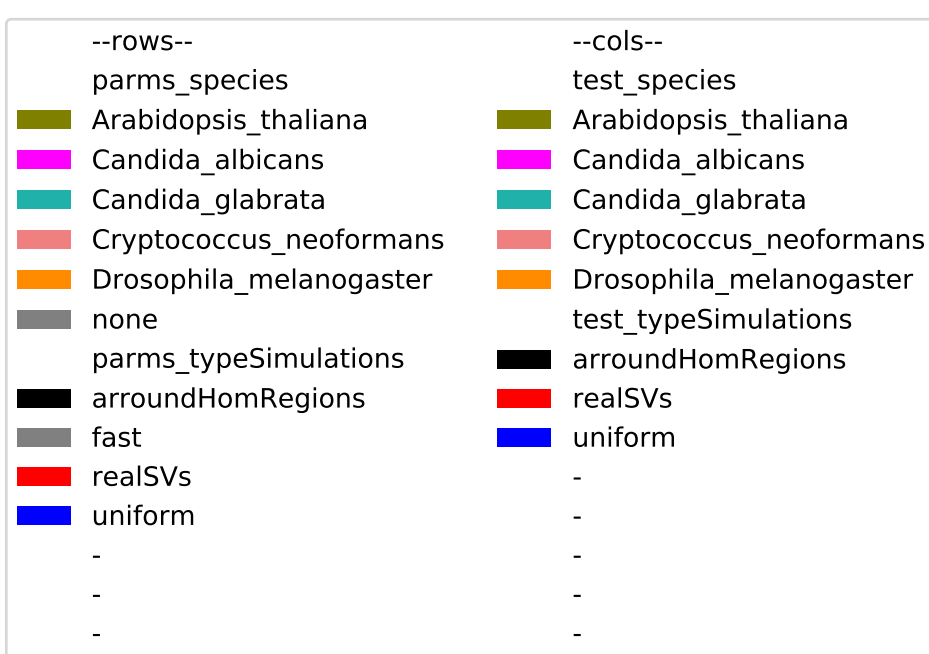 --rows--
parms_species
Arabidopsis_thaliana
Candida_albicans
Candida_glabrata
Cryptococcus_neoformans
Drosophila_melanogaster
none
parms_typeSimulations
arroundHomRegions
fast
realSVs
uniform
-
-
-
--cols--
test_species
Arabidopsis_thaliana
Candida_albicans
Candida_glabrata
Cryptococcus_neoformans
Drosophila_melanogaster
test_typeSimulations
arroundHomRegions
realSVs
uniform
-
-
-
-
-